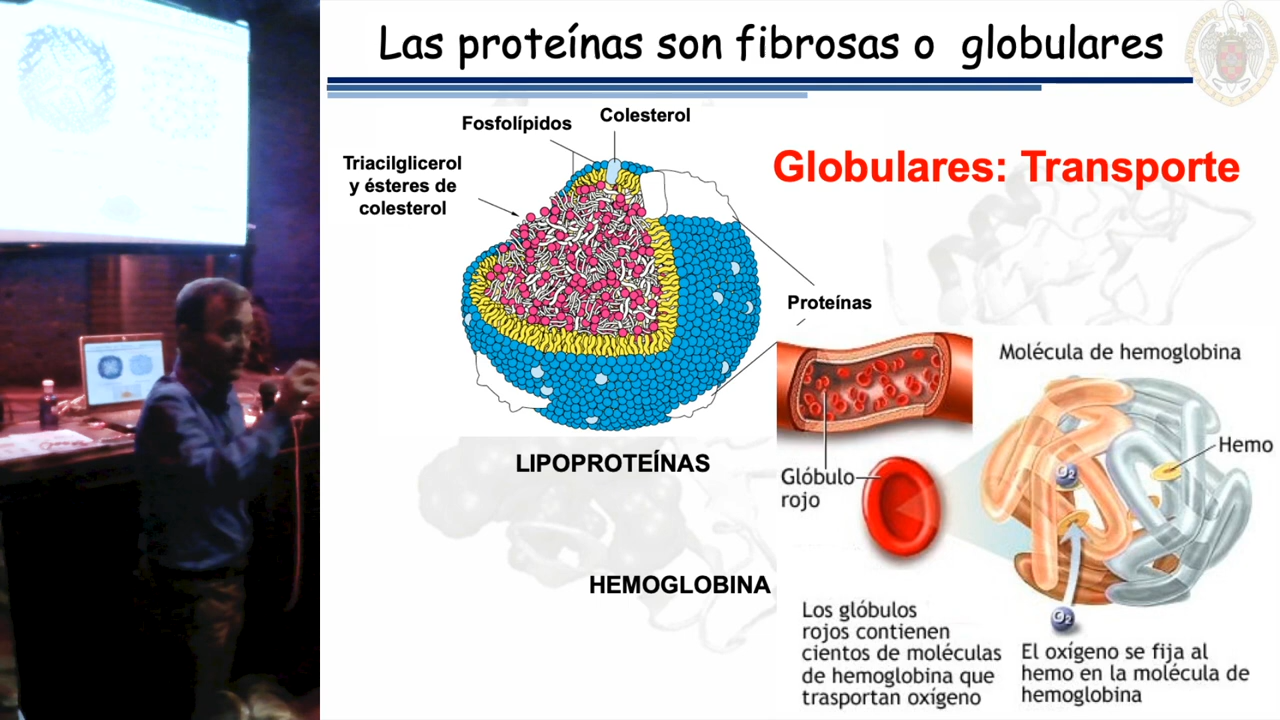 Las proteínas son fibrosas o globulares
Globulares: Transporte
Fosfolípidos
Colesterol
Triacilglicerol
y ésteres de
colesterol
Proteínas
LIPOPROTEÍNAS
HEMOGLOBINA
Molécula de hemoglobina
Hemo
O2
Glóbulo
rojo
O2
Los glóbulos
rojos contienen
cientos de moléculas
de hemoglobina que
trasportan oxígeno
El oxígeno se fija al
hemo en la molécula de
hemoglobina